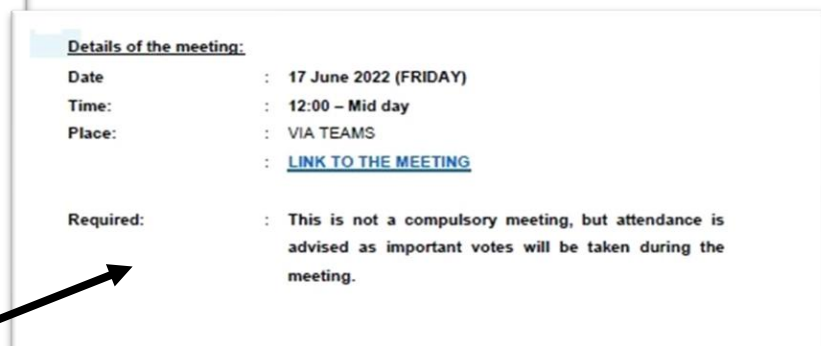 Details of the meeting:
Date : 17 June 2022 (FRIDAY)
Time: : 12:00 – Mid day
Place: : VIA TEAMS
: LINK TO THE MEETING
Required: : This is not a compulsory meeting, but attendance is
advised as important votes will be taken during the
meeting.